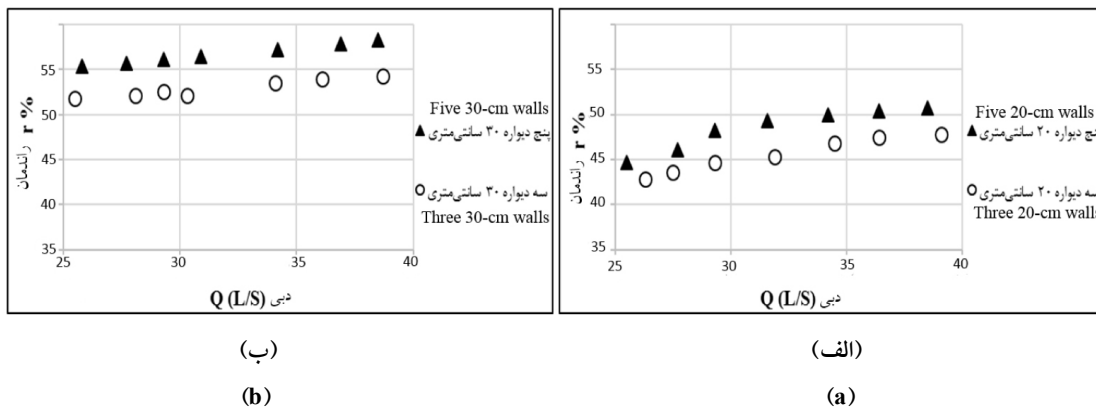 55
50
45
40
35
25
30
35
40
راندمان r %
دبی Q (L/S)
Five 30-cm walls
پنج دیواره ۳۰ سانتی‌متری
سه دیواره ۳۰ سانتی‌متری
Three 30-cm walls
(ب)
(b)
55
50
45
40
35
25
30
35
40
راندمان r %
دبی Q (L/S)
Five 20-cm walls
پنج دیواره ۲۰ سانتی‌متری
سه دیواره ۲۰ سانتی‌متری
Three 20-cm walls
(الف)
(a)